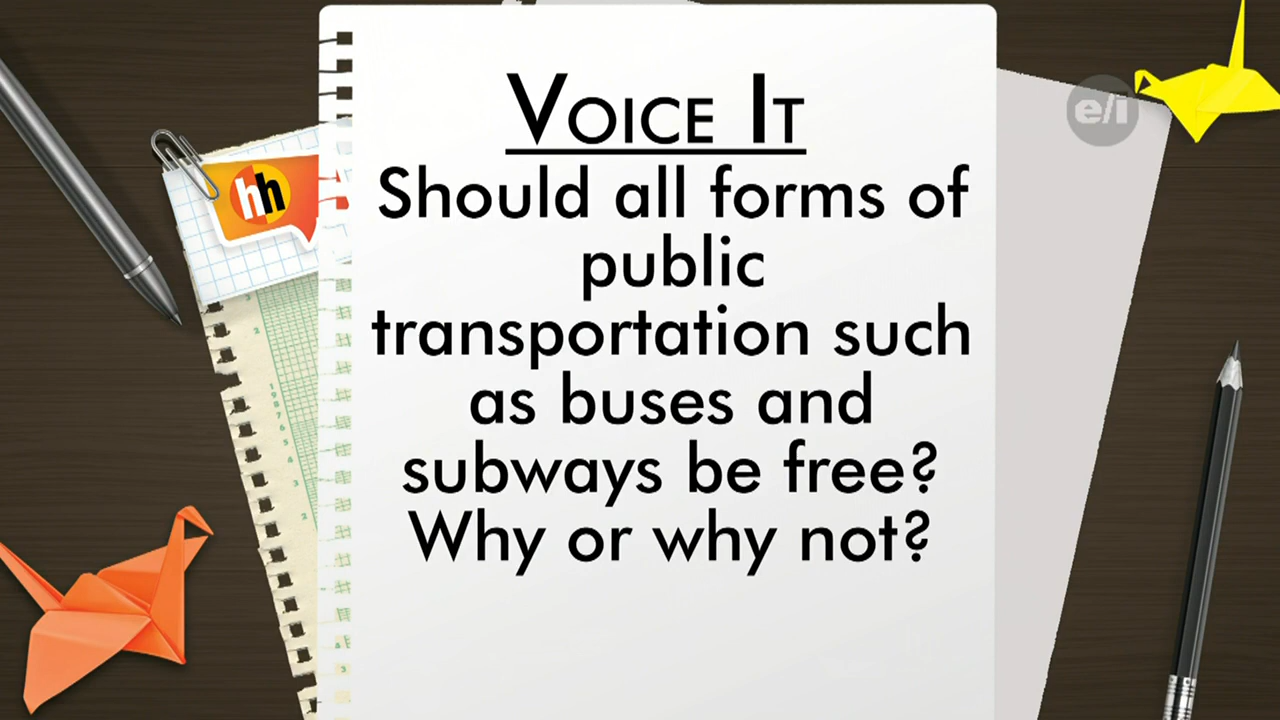 VOICE IT
Should all forms of
public
transportation such
as buses and
subways be free?
Why or why not?
hh
e/i